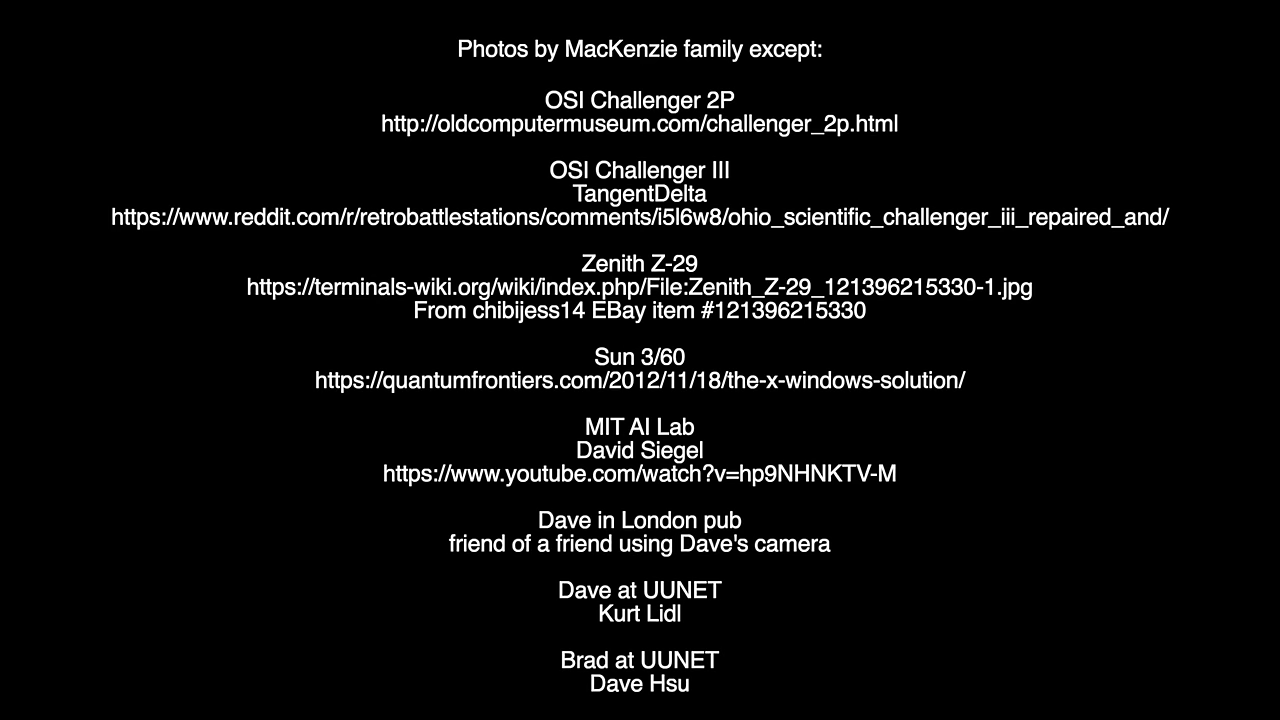 Photos by MacKenzie family except:
OSI Challenger 2P
http://oldcomputermuseum.com/challenger_2p.html
OSI Challenger III
TangentDelta
https://www.reddit.com/r/retrobattlestations/comments/i5l6w8/ohio_scientific_challenger_iii_repaired_and/
Zenith Z-29
https://terminals-wiki.org/wiki/index.php/File:Zenith_Z-29_121396215330-1.jpg
From chibijess14 EBay item #121396215330
Sun 3/60
https://quantumfrontiers.com/2012/11/18/the-x-windows-solution/
MIT AI Lab
David Siegel
https://www.youtube.com/watch?v=hp9NHNKTV-M
Dave in London pub
friend of a friend using Dave's camera
Dave at UUNET
Kurt Lidl
Brad at UUNET
Dave Hsu